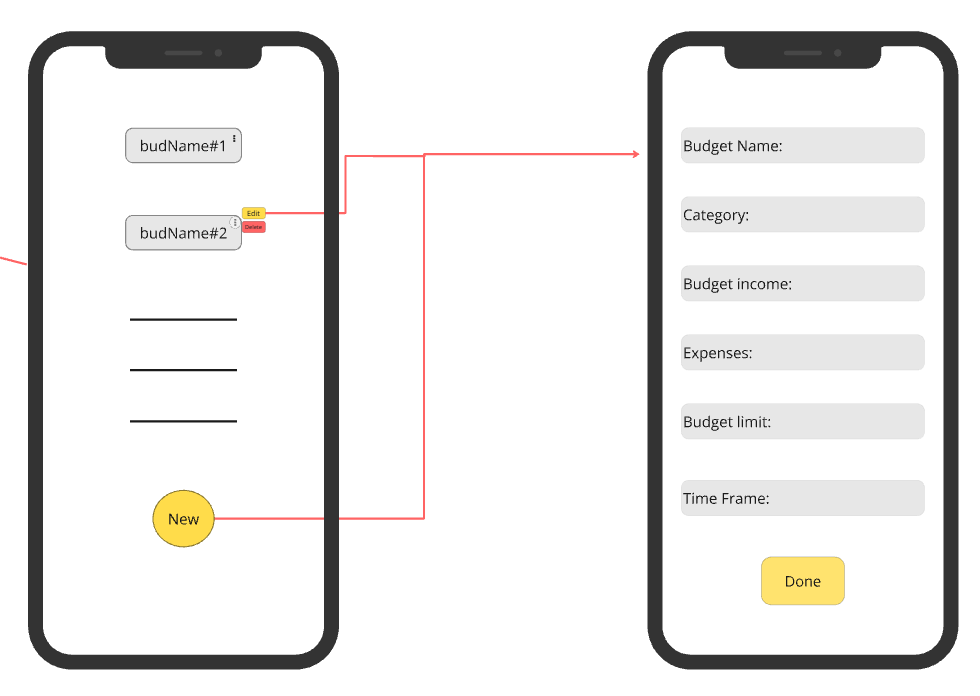 budName#1
Edit
Delete
budName#2
New
Budget Name:
Category:
Budget income:
Expenses:
Budget limit:
Time Frame:
Done